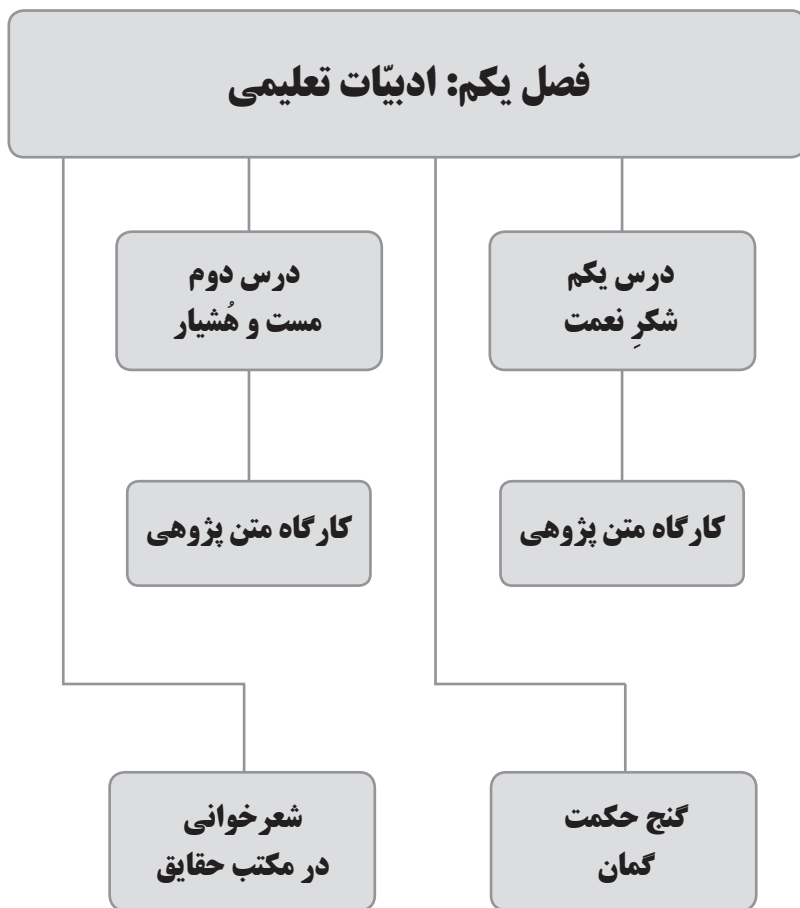 فصل یکم: ادبیّات تعلیمی
درس یکم
شکرِ نعمت
درس دوم
مست و هُشیار
کارگاه متن پژوهی
کارگاه متن پژوهی
گنج حکمت
گمان
شعرخوانی
در مکتب حقایق